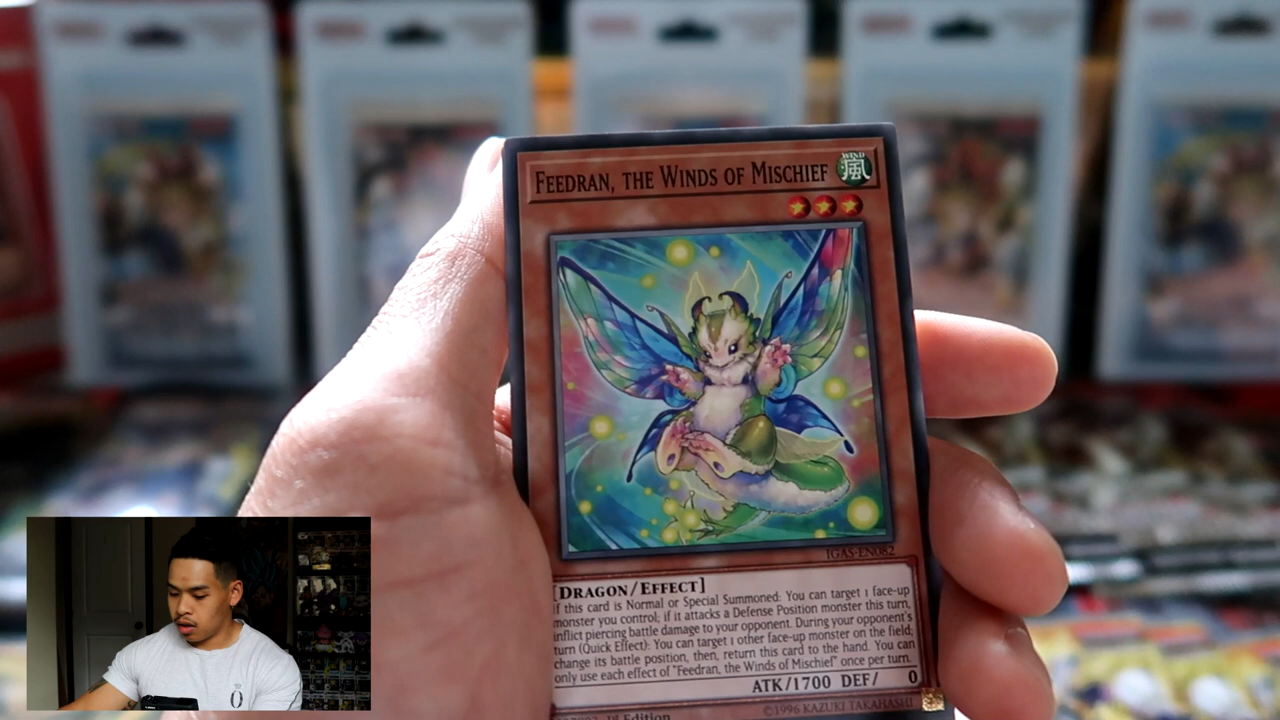 FEEDRAN, THE WINDS OF MISCHIEF
WIND
風
IGAS-EN082
[DRAGON/EFFECT]
If this card is Normal or Special Summoned: You can target 1 face-up
monster you control; if it attacks a Defense Position monster this turn,
inflict piercing battle damage to your opponent. During your opponent's
turn (Quick Effect): You can target 1 other face-up monster on the field;
change its battle position, then, return this card to the hand. You can
only use each effect of "Feedran, the Winds of Mischief" once per turn.
ATK/1700 DEF/ 0
1st Edition
©1996 KAZUKI TAKAHASHI